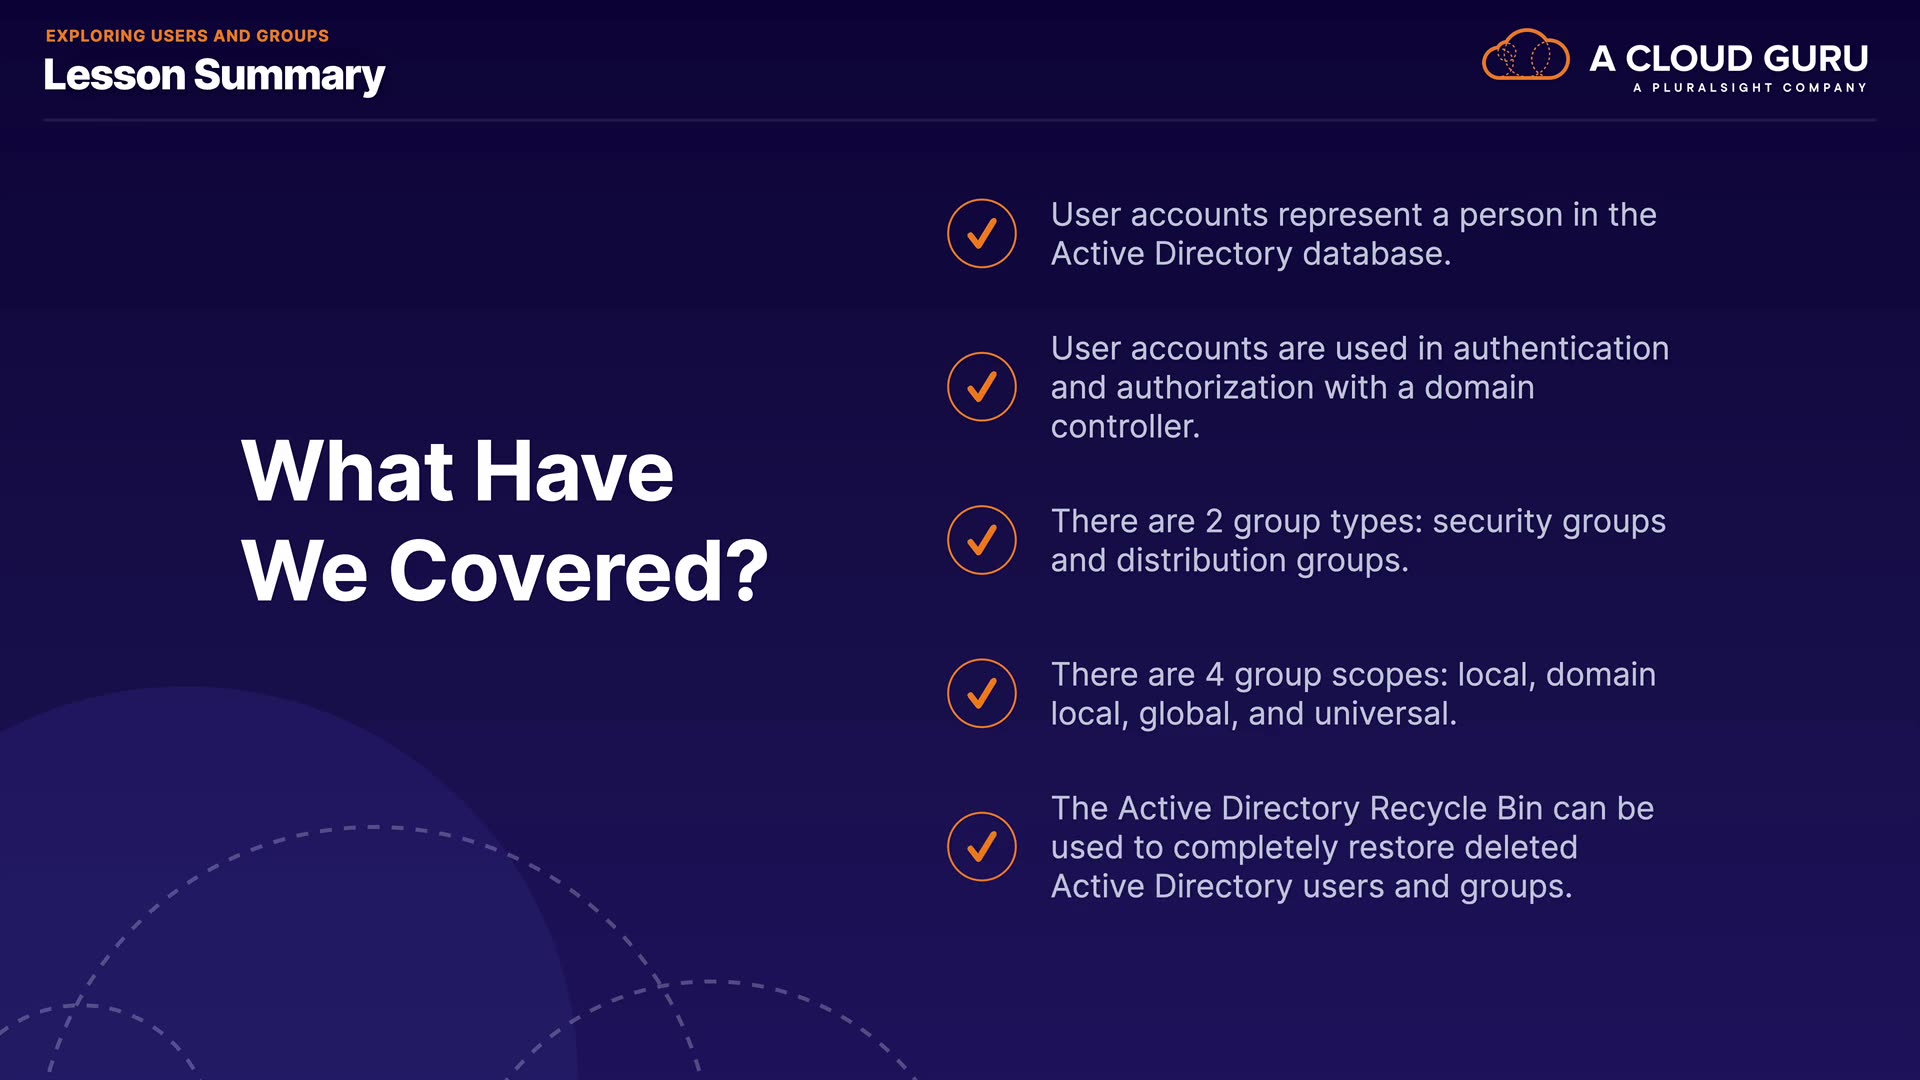 EXPLORING USERS AND GROUPS
Lesson Summary
A CLOUD GURU
A PLURALSIGHT COMPANY
What Have
We Covered?
User accounts represent a person in the
Active Directory database.
User accounts are used in authentication
and authorization with a domain
controller.
There are 2 group types: security groups
and distribution groups.
There are 4 group scopes: local, domain
local, global, and universal.
The Active Directory Recycle Bin can be
used to completely restore deleted
Active Directory users and groups.